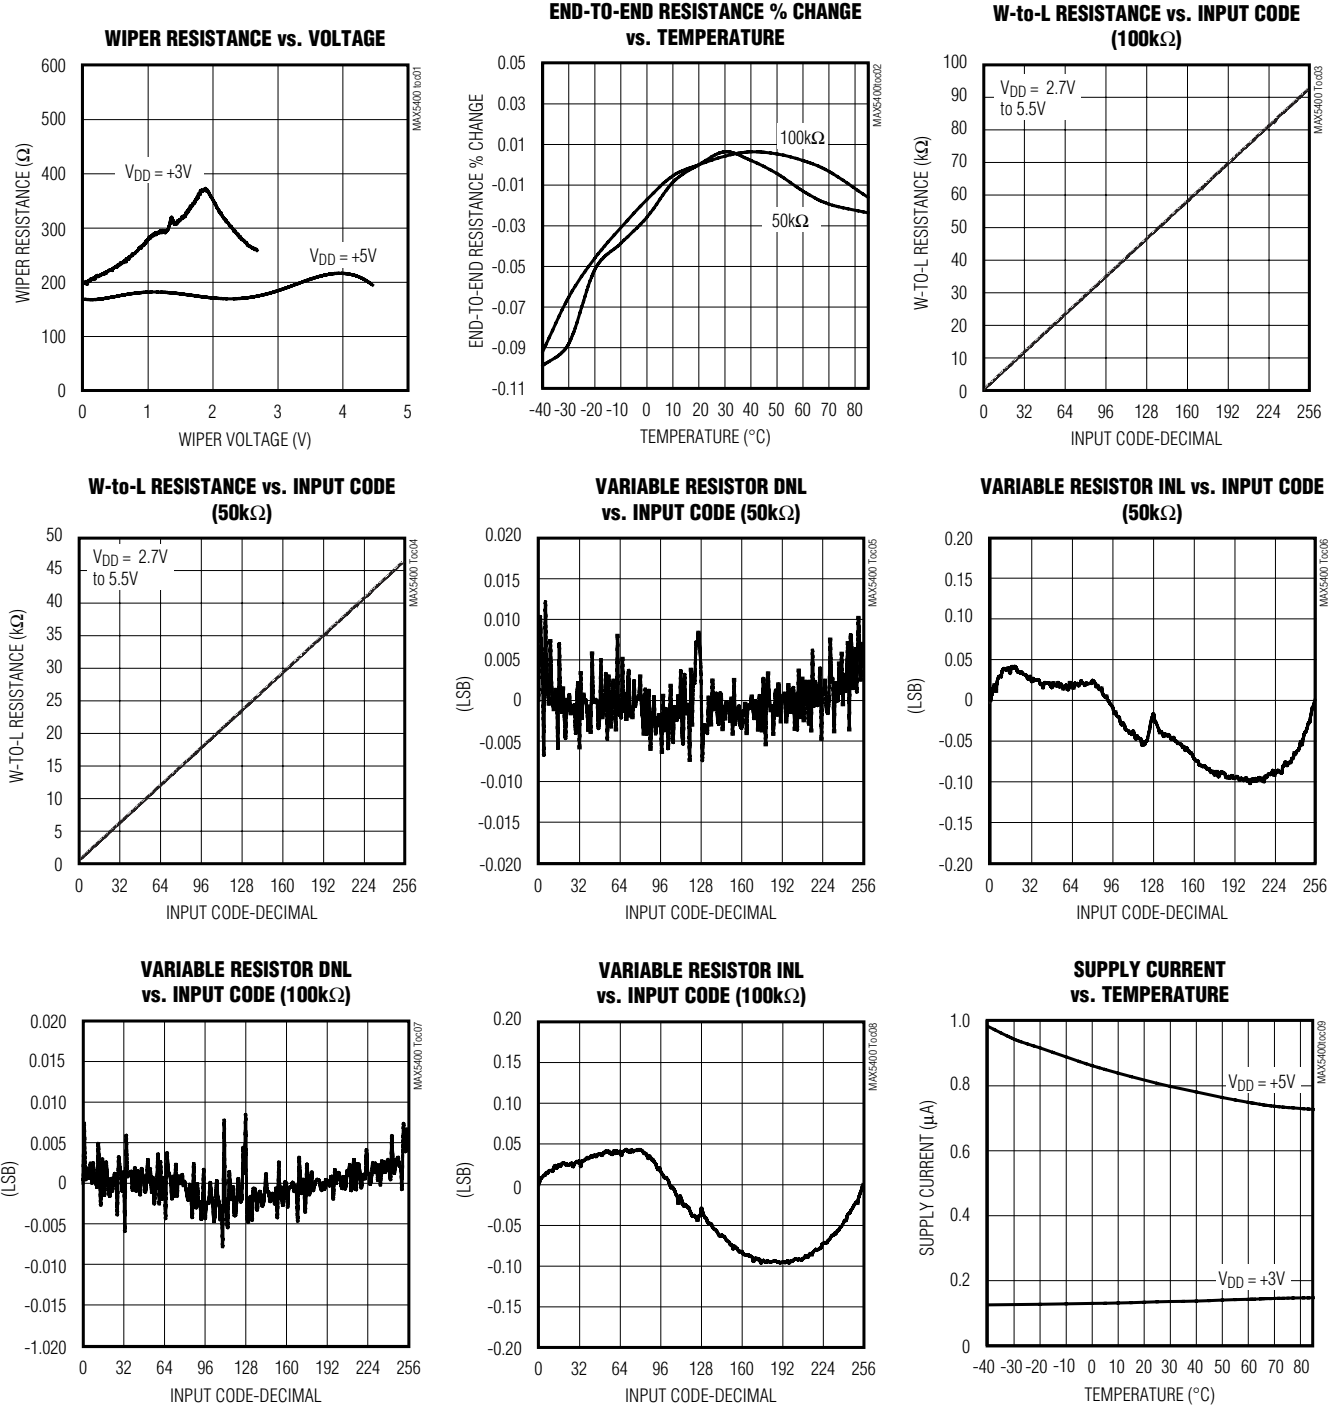 WIPER RESISTANCE vs. VOLTAGE
600
500
400
300
200
100
0
0 1 2 3 4 5
WIPER RESISTANCE (Ω)
WIPER VOLTAGE (V)
VDD = +3V
VDD = +5V
MAX5400 toc01
END-TO-END RESISTANCE % CHANGE
vs. TEMPERATURE
0.05
0.03
0.01
-0.01
-0.03
-0.05
-0.07
-0.09
-0.11
-40 -30 -20 -10 0 10 20 30 40 50 60 70 80
END-TO-END RESISTANCE % CHANGE
TEMPERATURE (°C)
100kΩ
50kΩ
MAX5400toc02
W-to-L RESISTANCE vs. INPUT CODE
(100kΩ)
100
90
80
70
60
50
40
30
20
10
0
0 32 64 96 128 160 192 224 256
W-TO-L RESISTANCE (kΩ)
INPUT CODE-DECIMAL
VDD = 2.7V
to 5.5V
MAX5400 Toc03
W-to-L RESISTANCE vs. INPUT CODE
(50kΩ)
50
45
40
35
30
25
20
15
10
5
0
0 32 64 96 128 160 192 224 256
W-TO-L RESISTANCE (kΩ)
INPUT CODE-DECIMAL
VDD = 2.7V
to 5.5V
MAX5400 Toc04
VARIABLE RESISTOR DNL
vs. INPUT CODE (50kΩ)
0.020
0.015
0.010
0.005
0
-0.005
-0.010
-0.015
-0.020
0 32 64 96 128 160 192 224 256
(LSB)
INPUT CODE-DECIMAL
MAX5400 Toc05
VARIABLE RESISTOR INL vs. INPUT CODE
(50kΩ)
0.20
0.15
0.10
0.05
0
-0.05
-0.10
-0.15
-0.20
0 32 64 96 128 160 192 224 256
(LSB)
INPUT CODE-DECIMAL
MAX5400 Toc06
VARIABLE RESISTOR DNL
vs. INPUT CODE (100kΩ)
0.020
0.015
0.010
0.005
0
-0.005
-0.010
-0.015
-1.020
0 32 64 96 128 160 192 224 256
(LSB)
INPUT CODE-DECIMAL
MAX5400 Toc07
VARIABLE RESISTOR INL
vs. INPUT CODE (100kΩ)
0.20
0.15
0.10
0.05
0
-0.05
-0.10
-0.15
-0.20
0 32 64 96 128 160 192 224 256
(LSB)
INPUT CODE-DECIMAL
MAX5400 Toc08
SUPPLY CURRENT
vs. TEMPERATURE
1.0
0.8
0.6
0.4
0.2
0
-40 -30 -20 -10 0 10 20 30 40 50 60 70 80
SUPPLY CURRENT (µA)
TEMPERATURE (°C)
VDD = +5V
VDD = +3V
MAX5400toc09